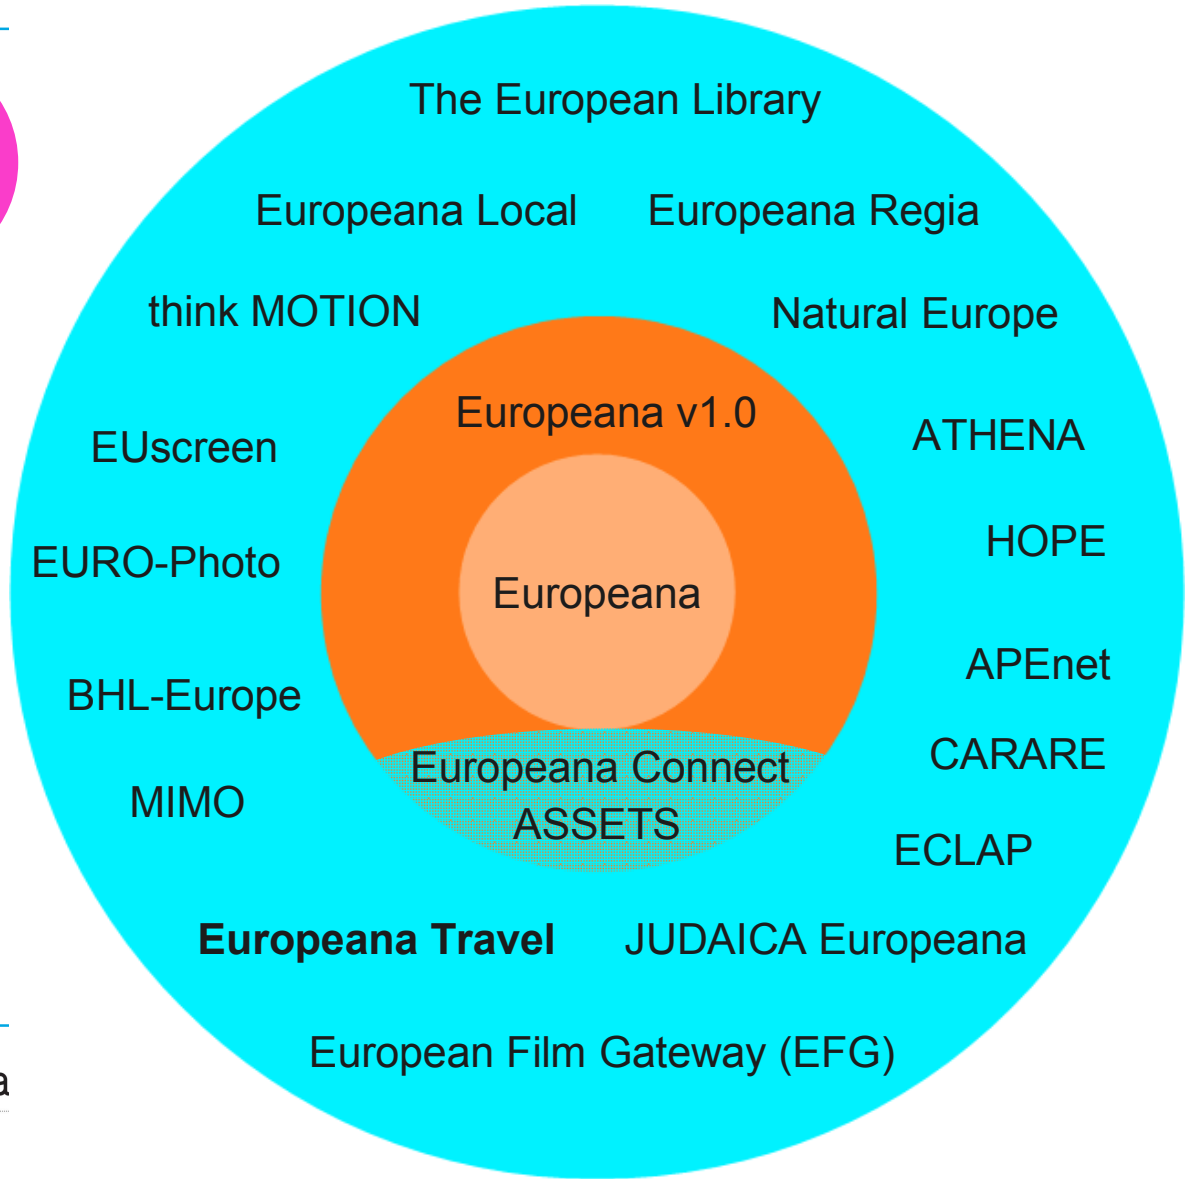 The European Library
Europeana Local
Europeana Regia
think MOTION
Natural Europe
Europeana v1.0
EUscreen
ATHENA
EURO-Photo
HOPE
Europeana
BHL-Europe
APEnet
Europeana Connect
ASSETS
CARARE
MIMO
ECLAP
Europeana Travel
JUDAICA Europeana
European Film Gateway (EFG)
a